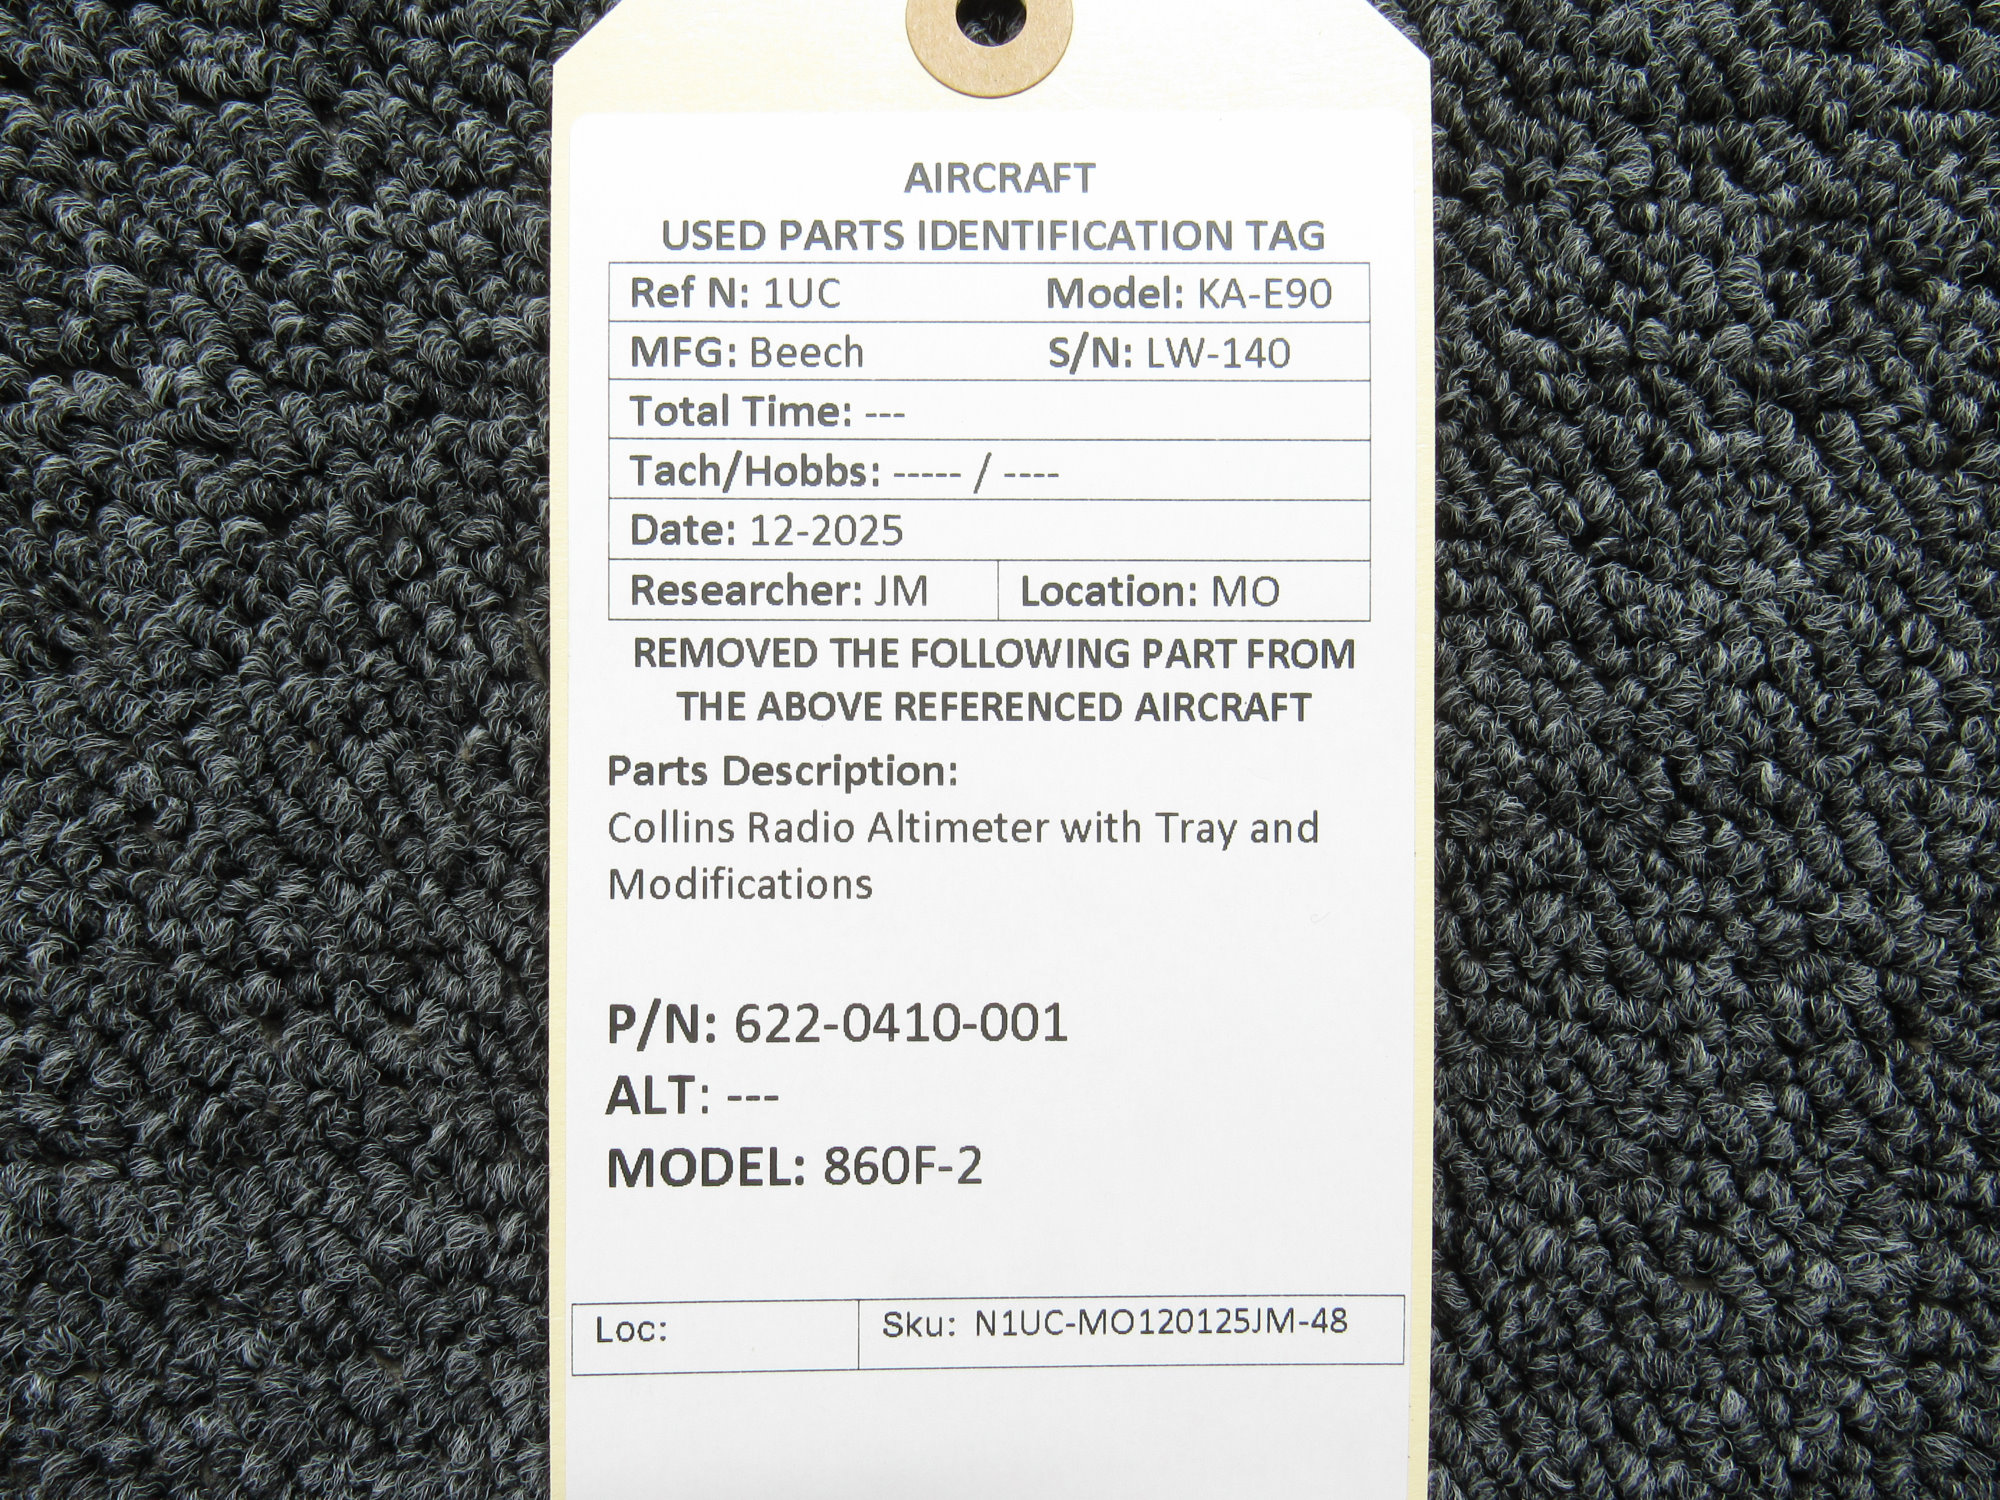 AIRCRAFT
USED PARTS IDENTIFICATION TAG
Ref N: 1UC Model: KA-E90
MFG: Beech S/N: LW-140
Total Time: ---
Tach/Hobbs: ----- / ----
Date: 12-2025
Researcher: JM Location: MO
REMOVED THE FOLLOWING PART FROM
THE ABOVE REFERENCED AIRCRAFT
Parts Description:
Collins Radio Altimeter with Tray and
Modifications
P/N: 622-0410-001
ALT: ---
MODEL: 860F-2
Loc: Sku: N1UC-MO120125JM-48